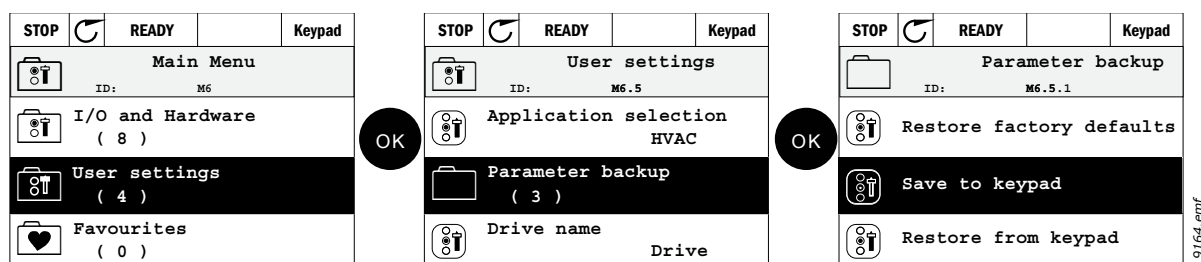 STOP READY Keypad
Main Menu
ID: M6
I/O and Hardware
( 8 )
User settings
( 4 )
Favourites
( 0 )
OK
STOP READY Keypad
User settings
ID: M6.5
Application selection
HVAC
Parameter backup
( 3 )
Drive name
Drive
OK
STOP READY Keypad
Parameter backup
ID: M6.5.1
Restore factory defaults
Save to keypad
Restore from keypad
9164.emf